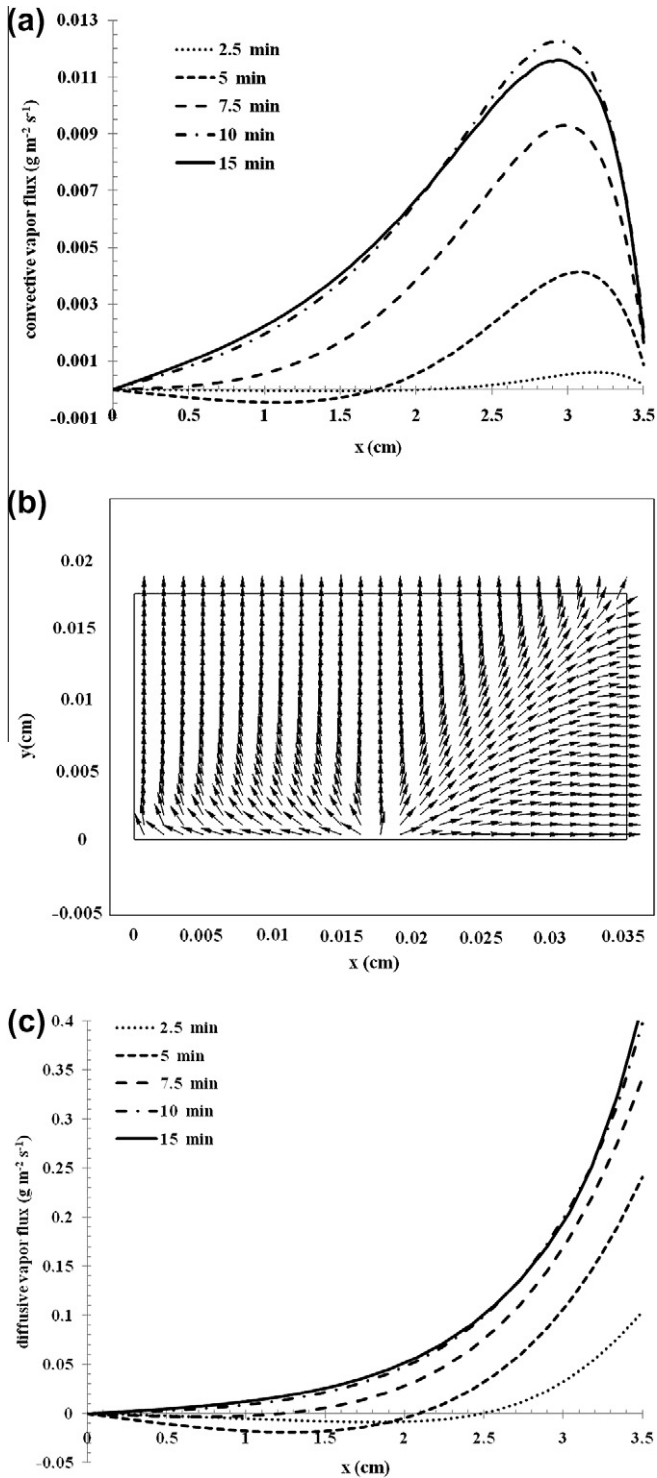 (a)
0.013
0.011
0.009
0.007
0.005
0.003
0.001
-0.001
convective vapor flux (g m⁻² s⁻¹)
2.5 min
5 min
7.5 min
10 min
15 min
0 0.5 1 1.5 2 2.5 3 3.5
x (cm)
(b)
0.02
0.015
0.01
0.005
0
-0.005
y(cm)
0 0.005 0.01 0.015 0.02 0.025 0.03 0.035
x (cm)
(c)
0.4
0.35
0.3
0.25
0.2
0.15
0.1
0.05
0
-0.05
diffusive vapor flux (g m⁻² s⁻¹)
2.5 min
5 min
7.5 min
10 min
15 min
0 0.5 1 1.5 2 2.5 3 3.5
x (cm)